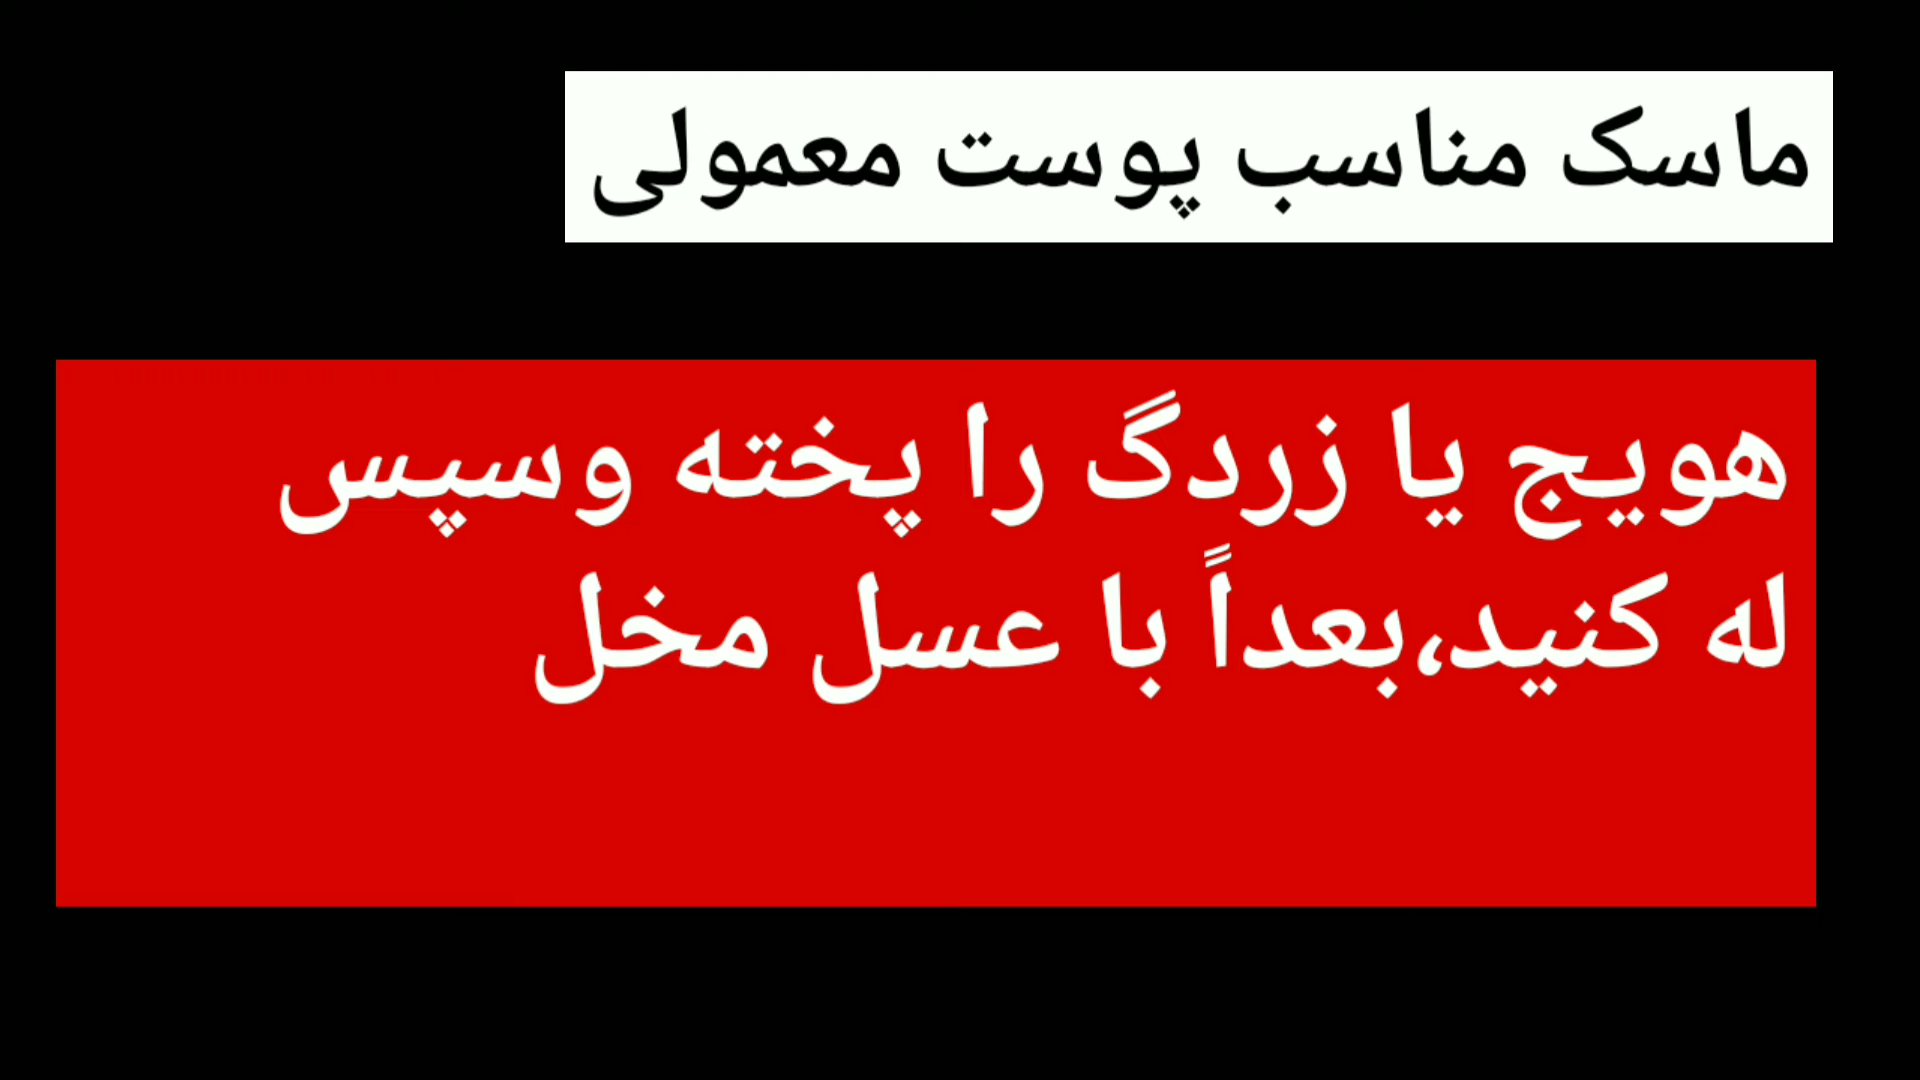 ماسک مناسب پوست معمولی
هویج یا زردگ را پخته وسپس
له کنید،بعداً با عسل مخل